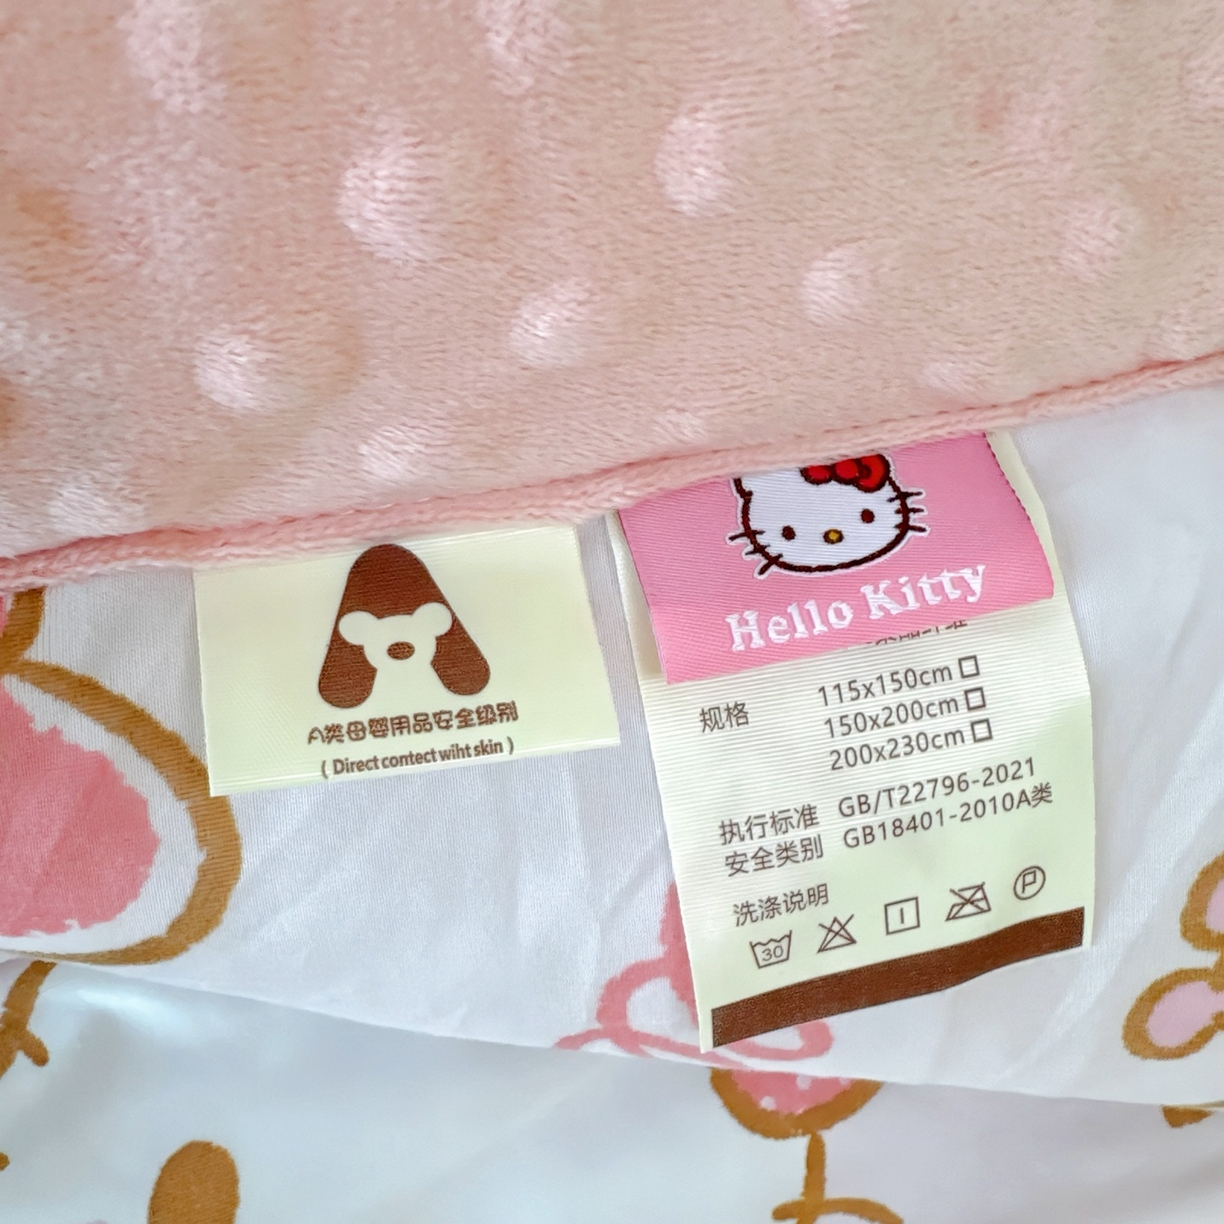 A类母婴用品安全级别
( Direct contect wiht skin )
Hello Kitty
规格 115x150cm
150x200cm
200x230cm
执行标准 GB/T22796-2021
安全类别 GB18401-2010A类
洗涤说明
30
P